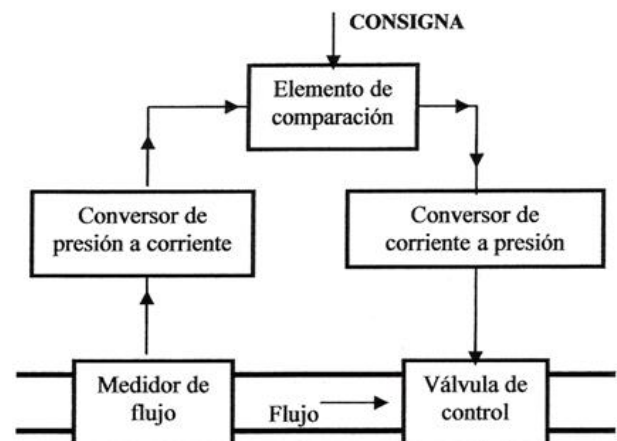 CONSIGNA
Elemento de
comparación
Conversor de
presión a corriente
Conversor de
corriente a presión
Medidor de
flujo
Flujo
Válvula de
control